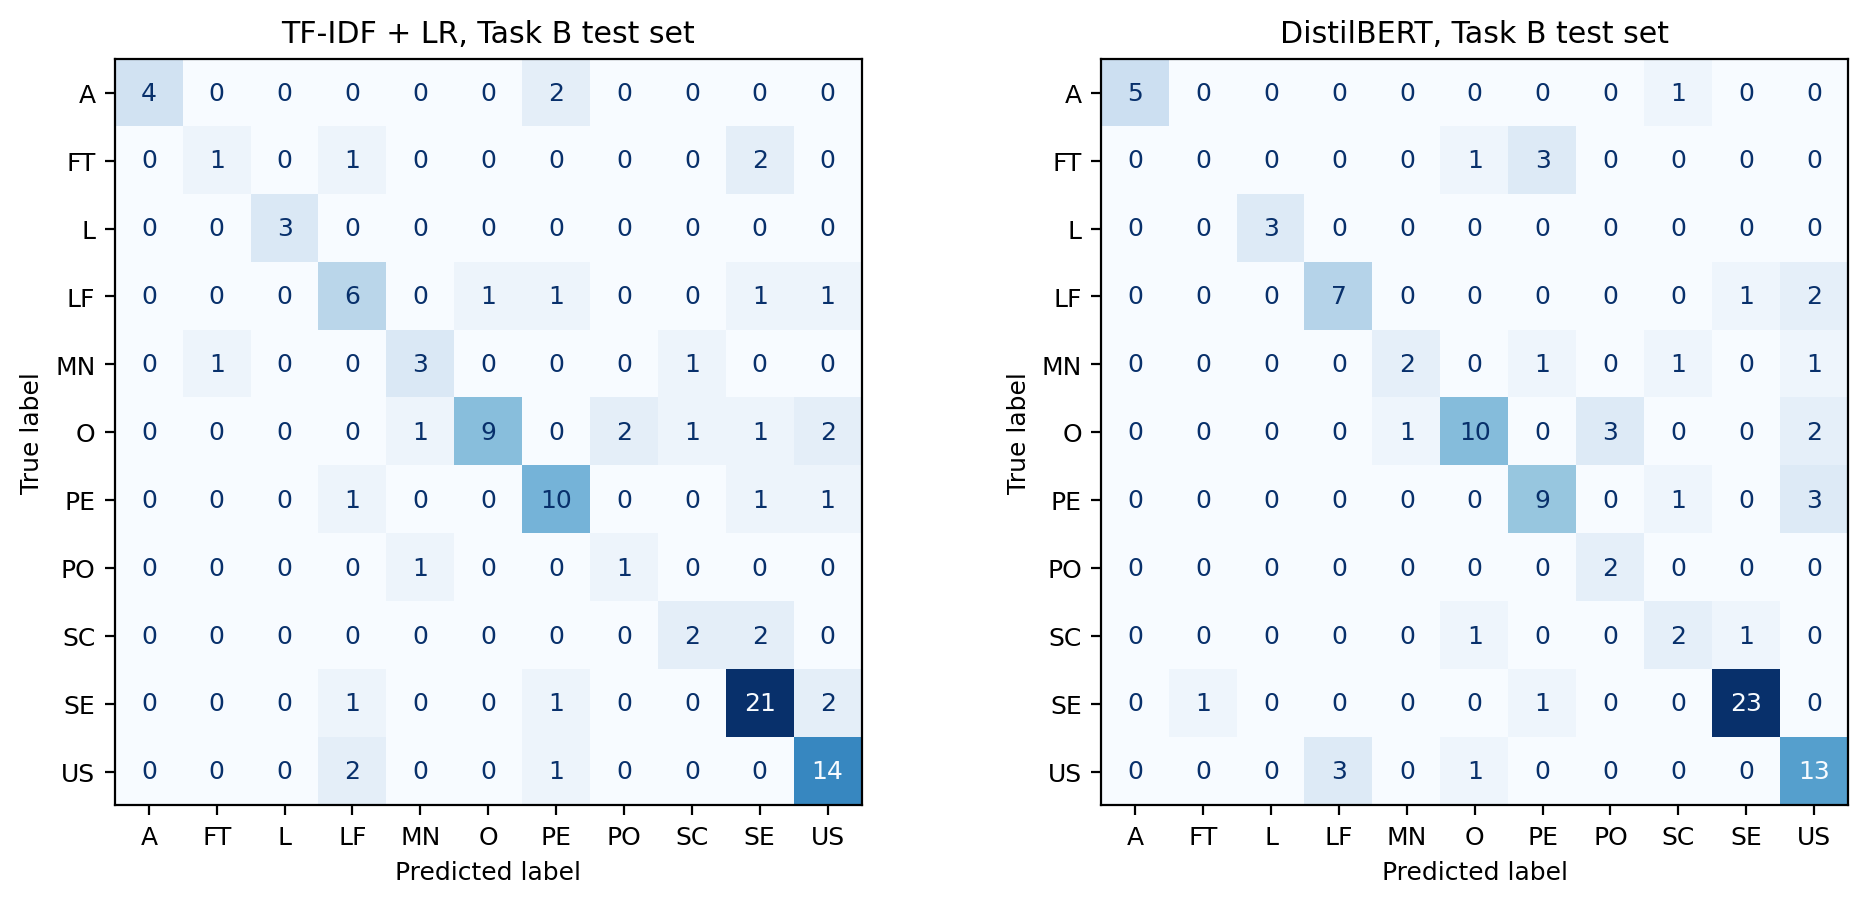 TF-IDF + LR, Task B test set
True label
A 4 0 0 0 0 0 2 0 0 0 0
FT 0 1 0 1 0 0 0 0 0 2 0
L 0 0 3 0 0 0 0 0 0 0 0
LF 0 0 0 6 0 1 1 0 0 1 1
MN 0 1 0 0 3 0 0 0 1 0 0
O 0 0 0 0 1 9 0 2 1 1 2
PE 0 0 0 1 0 0 10 0 0 1 1
PO 0 0 0 0 1 0 0 1 0 0 0
SC 0 0 0 0 0 0 0 0 2 2 0
SE 0 0 0 1 0 0 1 0 0 21 2
US 0 0 0 2 0 0 1 0 0 0 14
A FT L LF MN O PE PO SC SE US
Predicted label
DistilBERT, Task B test set
True label
A 5 0 0 0 0 0 0 0 1 0 0
FT 0 0 0 0 0 1 3 0 0 0 0
L 0 0 3 0 0 0 0 0 0 0 0
LF 0 0 0 7 0 0 0 0 0 1 2
MN 0 0 0 0 2 0 1 0 1 0 1
O 0 0 0 0 1 10 0 3 0 0 2
PE 0 0 0 0 0 0 9 0 1 0 3
PO 0 0 0 0 0 0 0 2 0 0 0
SC 0 0 0 0 0 1 0 0 2 1 0
SE 0 1 0 0 0 0 1 0 0 23 0
US 0 0 0 3 0 1 0 0 0 0 13
A FT L LF MN O PE PO SC SE US
Predicted label